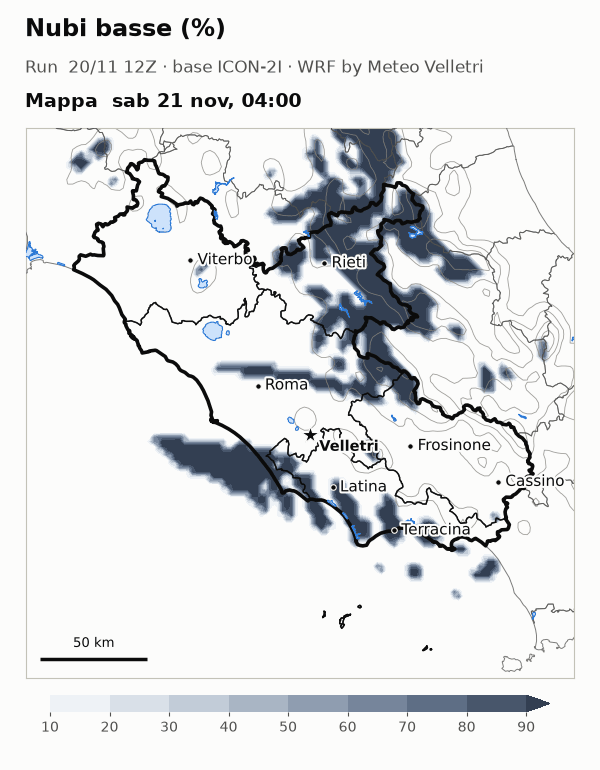 Nubi basse (%)
Run 20/11 12Z · base ICON-2I · WRF by Meteo Velletri
Mappa sab 21 nov, 04:00
Viterbo
Rieti
Roma
Velletri
Frosinone
Latina
Cassino
Terracina
50 km
10 20 30 40 50 60 70 80 90